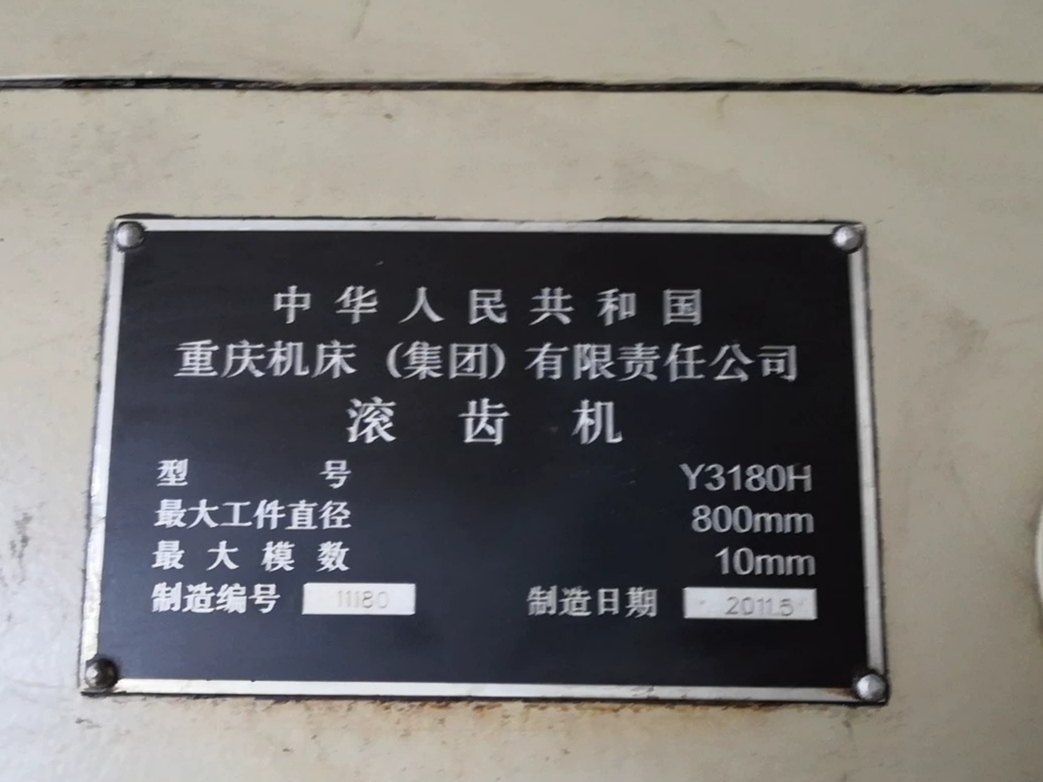 中华人民共和国
重庆机床（集团）有限责任公司
滚齿机
型号 Y3180H
最大工件直径 800mm
最大模数 10mm
制造编号 11180 制造日期 2011.5